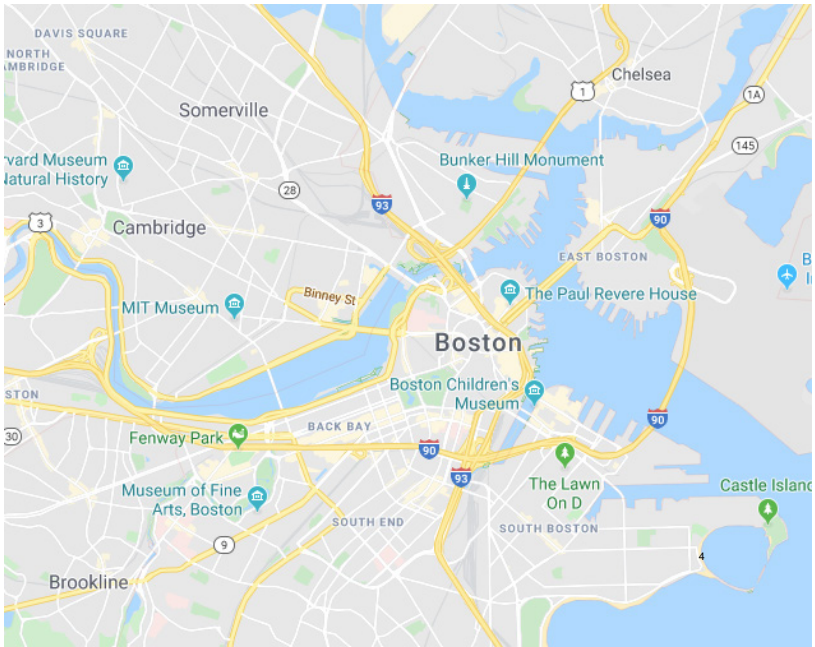 DAVIS SQUARE
NORTH
AMBRIDGE
Chelsea
1
1A
Somerville
145
rvard Museum
Natural History
Bunker Hill Monument
28
93
90
3
Cambridge
EAST BOSTON
B
I
MIT Museum
Binney St
The Paul Revere House
Boston
Boston Children's
Museum
STON
BACK BAY
90
30
Fenway Park
90
The Lawn
On D
93
Castle Island
Museum of Fine
Arts, Boston
SOUTH END
SOUTH BOSTON
9
4
Brookline